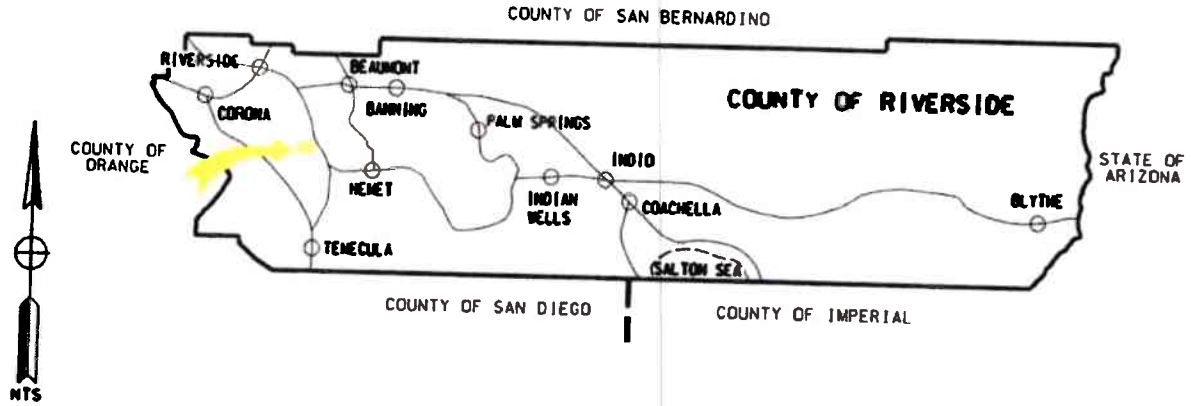 COUNTY OF SAN BERNARDINO
RIVERSIDE
BEAUMONT
CORONA
BANNING
PALM SPRINGS
COUNTY OF RIVERSIDE
COUNTY OF
ORANGE
HEMET
INDIAN
WELLS
INDIO
COACHELLA
STATE OF
ARIZONA
BLYTHE
TEMECULA
SALTON SEA
COUNTY OF SAN DIEGO
COUNTY OF IMPERIAL
NTS